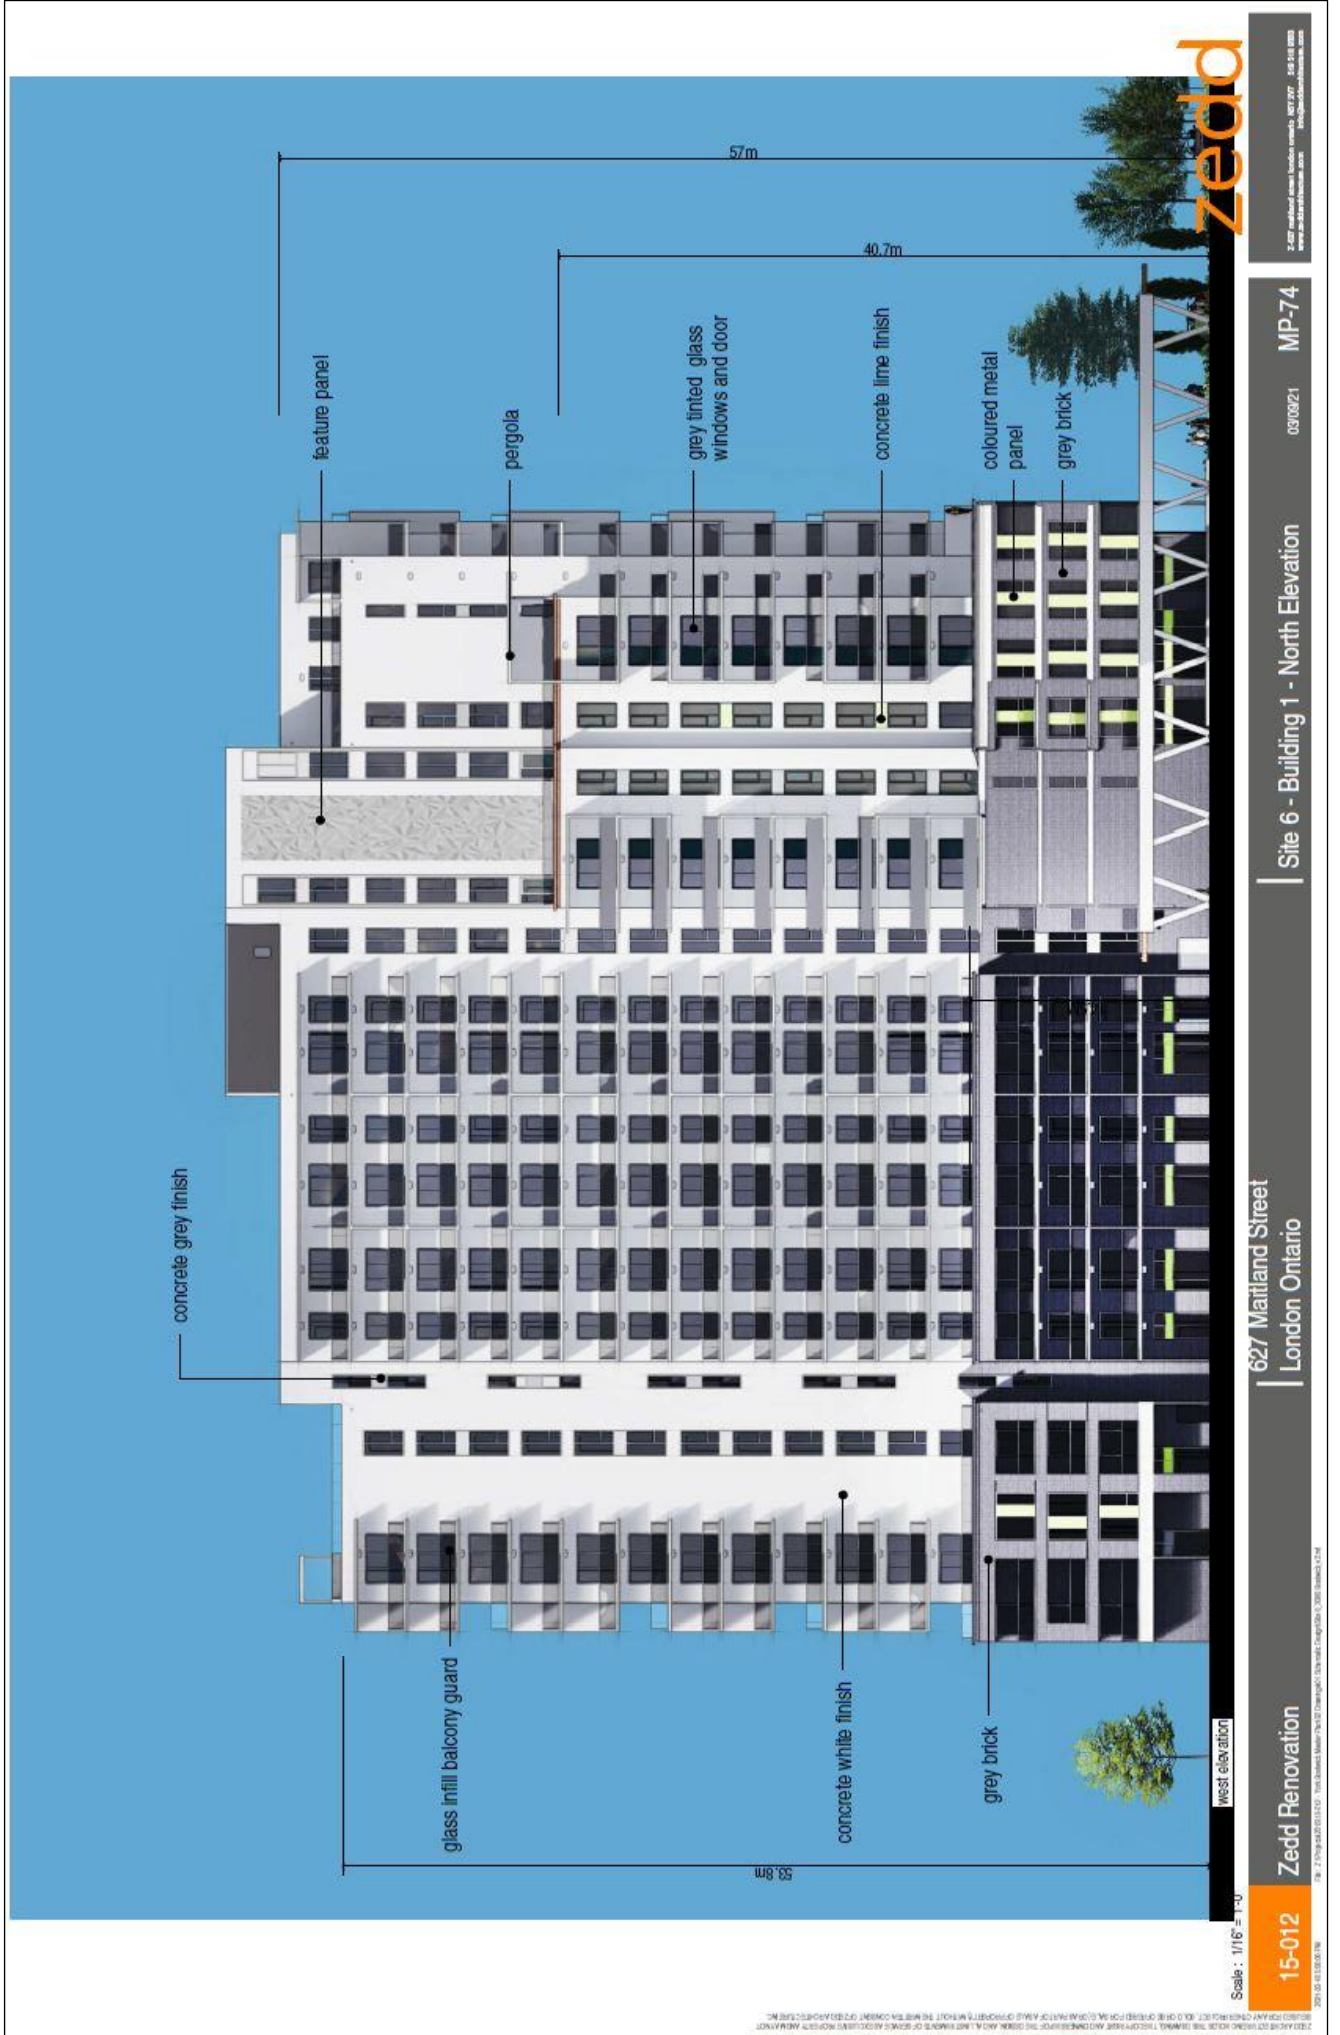 concrete grey finish
feature panel
pergola
grey tinted glass
windows and door
concrete lime finish
coloured metal
panel
grey brick
57m
40.7m
53.8m
glass infill balcony guard
concrete white finish
grey brick
west elevation
Scale : 1/16" = 1'-0
15-012
Zedd Renovation
627 Maitland Street
London Ontario
Site 6 - Building 1 - North Elevation
03/09/21
MP-74
zedd